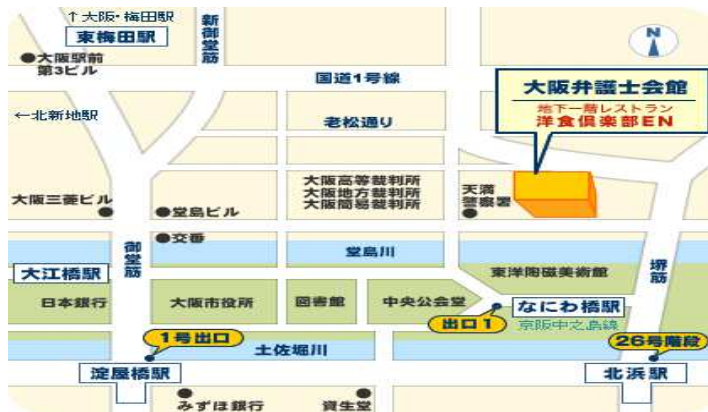 ↑大阪・梅田駅
東梅田駅
新御堂筋
N
●大阪駅前
第3ビル
国道1号線
大阪弁護士会館
地下一階レストラン
洋食倶楽部EN
←北新地駅
老松通り
大阪高等裁判所
大阪地方裁判所
大阪簡易裁判所
天満
警察署
大阪三菱ビル
●堂島ビル
●交番
御堂筋
堂島川
堺筋
東洋陶磁美術館
大江橋駅
日本銀行
大阪市役所
図書館
中央公会堂
なにわ橋駅
出口1
京阪中之島線
1号出口
土佐堀川
26号階段
淀屋橋駅
北浜駅
みずほ銀行
資生堂